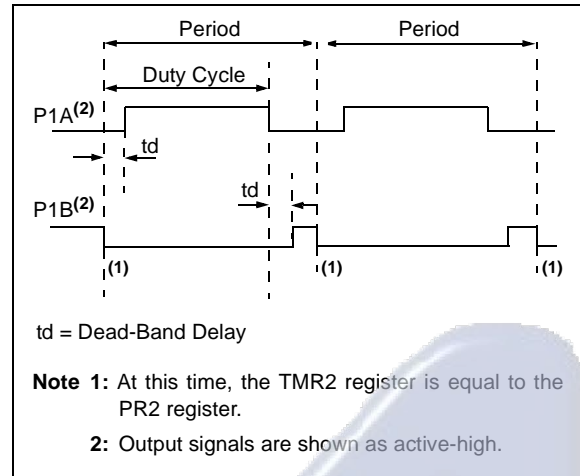 Period Period
Duty Cycle
P1A(2)
td
td
P1B(2)
(1) (1) (1)
td = Dead-Band Delay
Note 1: At this time, the TMR2 register is equal to the
PR2 register.
2: Output signals are shown as active-high.